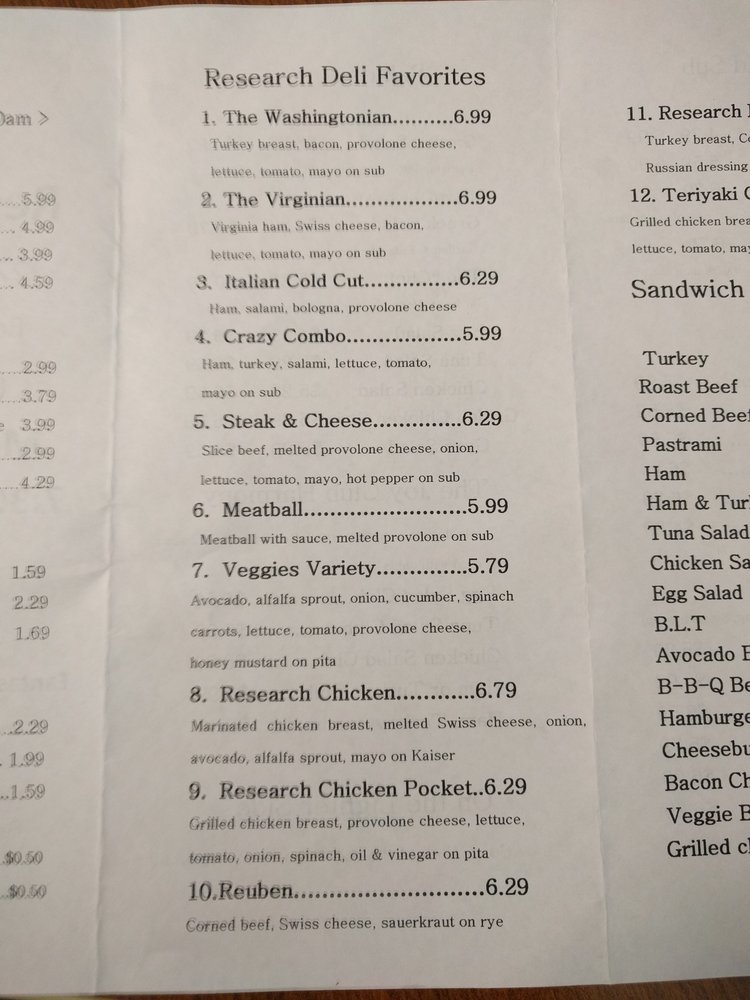 Dam >
.....5.99
... 4.99
... 3.99
... 4.59
.....2.99
....3.79
3.99
.....2.99
....4.29
1.59
2.29
1.69
...2.29
. 1.99
...1.59
...$0.50
...$0.50
Research Deli Favorites
1. The Washingtonian..........6.99
Turkey breast, bacon, provolone cheese,
lettuce, tomato, mayo on sub
2. The Virginian...................6.99
Virginia ham, Swiss cheese, bacon,
lettuce, tomato, mayo on sub
3. Italian Cold Cut................6.29
Ham, salami, bologna, provolone cheese
4. Crazy Combo....................5.99
Ham, turkey, salami, lettuce, tomato,
mayo on sub
5. Steak & Cheese...............6.29
Slice beef, melted provolone cheese, onion,
lettuce, tomato, mayo, hot pepper on sub
6. Meatball...........................5.99
Meatball with sauce, melted provolone on sub
7. Veggies Variety...............5.79
Avocado, alfalfa sprout, onion, cucumber, spinach
carrots, lettuce, tomato, provolone cheese,
honey mustard on pita
8. Research Chicken............6.79
Marinated chicken breast, melted Swiss cheese, onion,
avocado, alfalfa sprout, mayo on Kaiser
9. Research Chicken Pocket..6.29
Grilled chicken breast, provolone cheese, lettuce,
tomato, onion, spinach, oil & vinegar on pita
10.Reuben.............................6.29
Corned beef, Swiss cheese, sauerkraut on rye
11. Research
Turkey breast,
Russian dressing
12. Teriyaki
Grilled chicken
lettuce, tomato,
Sandwich
Turkey
Roast Beef
Corned Beef
Pastrami
Ham
Ham &
Tuna Salad
Chicken
Egg Salad
B.L.T
Avocado
B-B-Q
Hamburge
Cheesebu
Bacon
Veggie
Grilled